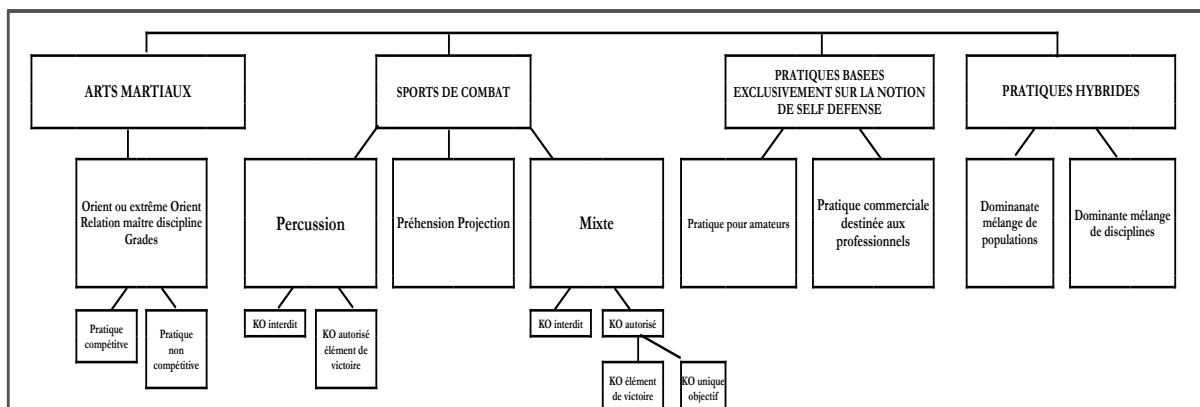 ARTS MARTIAUX
SPORTS DE COMBAT
PRATIQUES BASEES
EXCLUSIVEMENT SUR LA NOTION
DE SELF DEFENSE
PRATIQUES HYBRIDES
Orient ou extrême Orient
Relation maître discipline
Grades
Percussion
Préhension Projection
Mixte
Pratique pour amateurs
Pratique commerciale
destinée aux
professionnels
Dominanate
mélange de
populations
Dominante mélange
de disciplines
Pratique
compétitve
Pratique
non
compétitive
KO interdit
KO autorisé
élément de
victoire
KO interdit
KO autorisé
KO élément
de victoire
KO unique
objectif